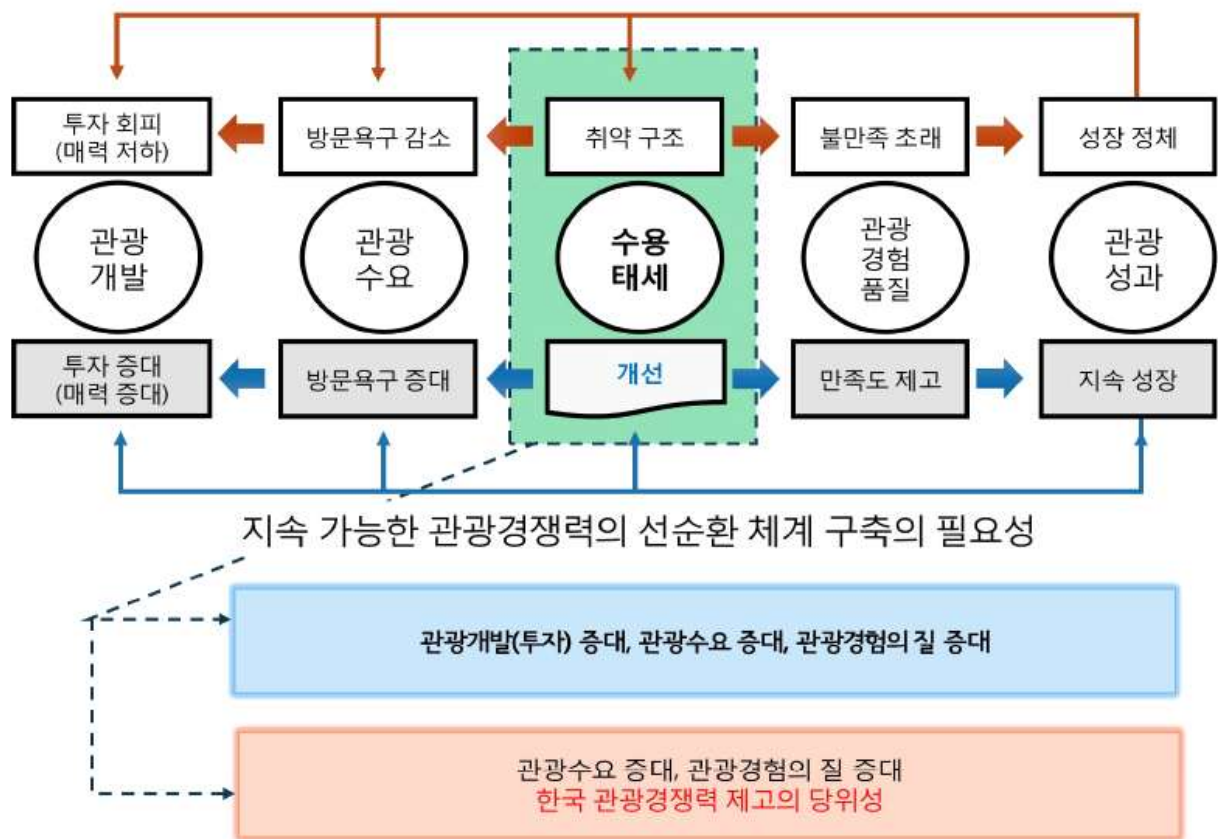 투자 회피
(매력 저하)
방문욕구 감소
취약 구조
불만족 초래
성장 정체
관광
개발
관광
수요
수용
태세
관광
경험
품질
관광
성과
투자 증대
(매력 증대)
방문욕구 증대
개선
만족도 제고
지속 성장
지속 가능한 관광경쟁력의 선순환 체계 구축의 필요성
관광개발(투자) 증대, 관광수요 증대, 관광경험의 질 증대
관광수요 증대, 관광경험의 질 증대
한국 관광경쟁력 제고의 당위성